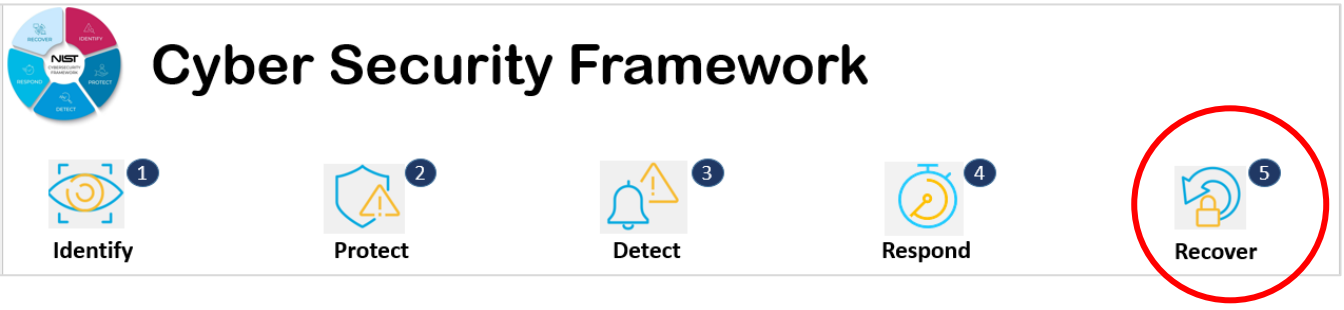 RECOVER
IDENTIFY
NIST
CYBERSECURITY
FRAMEWORK
RESPOND
PROTECT
DETECT
Cyber Security Framework
1
2
3
4
5
Identify
Protect
Detect
Respond
Recover